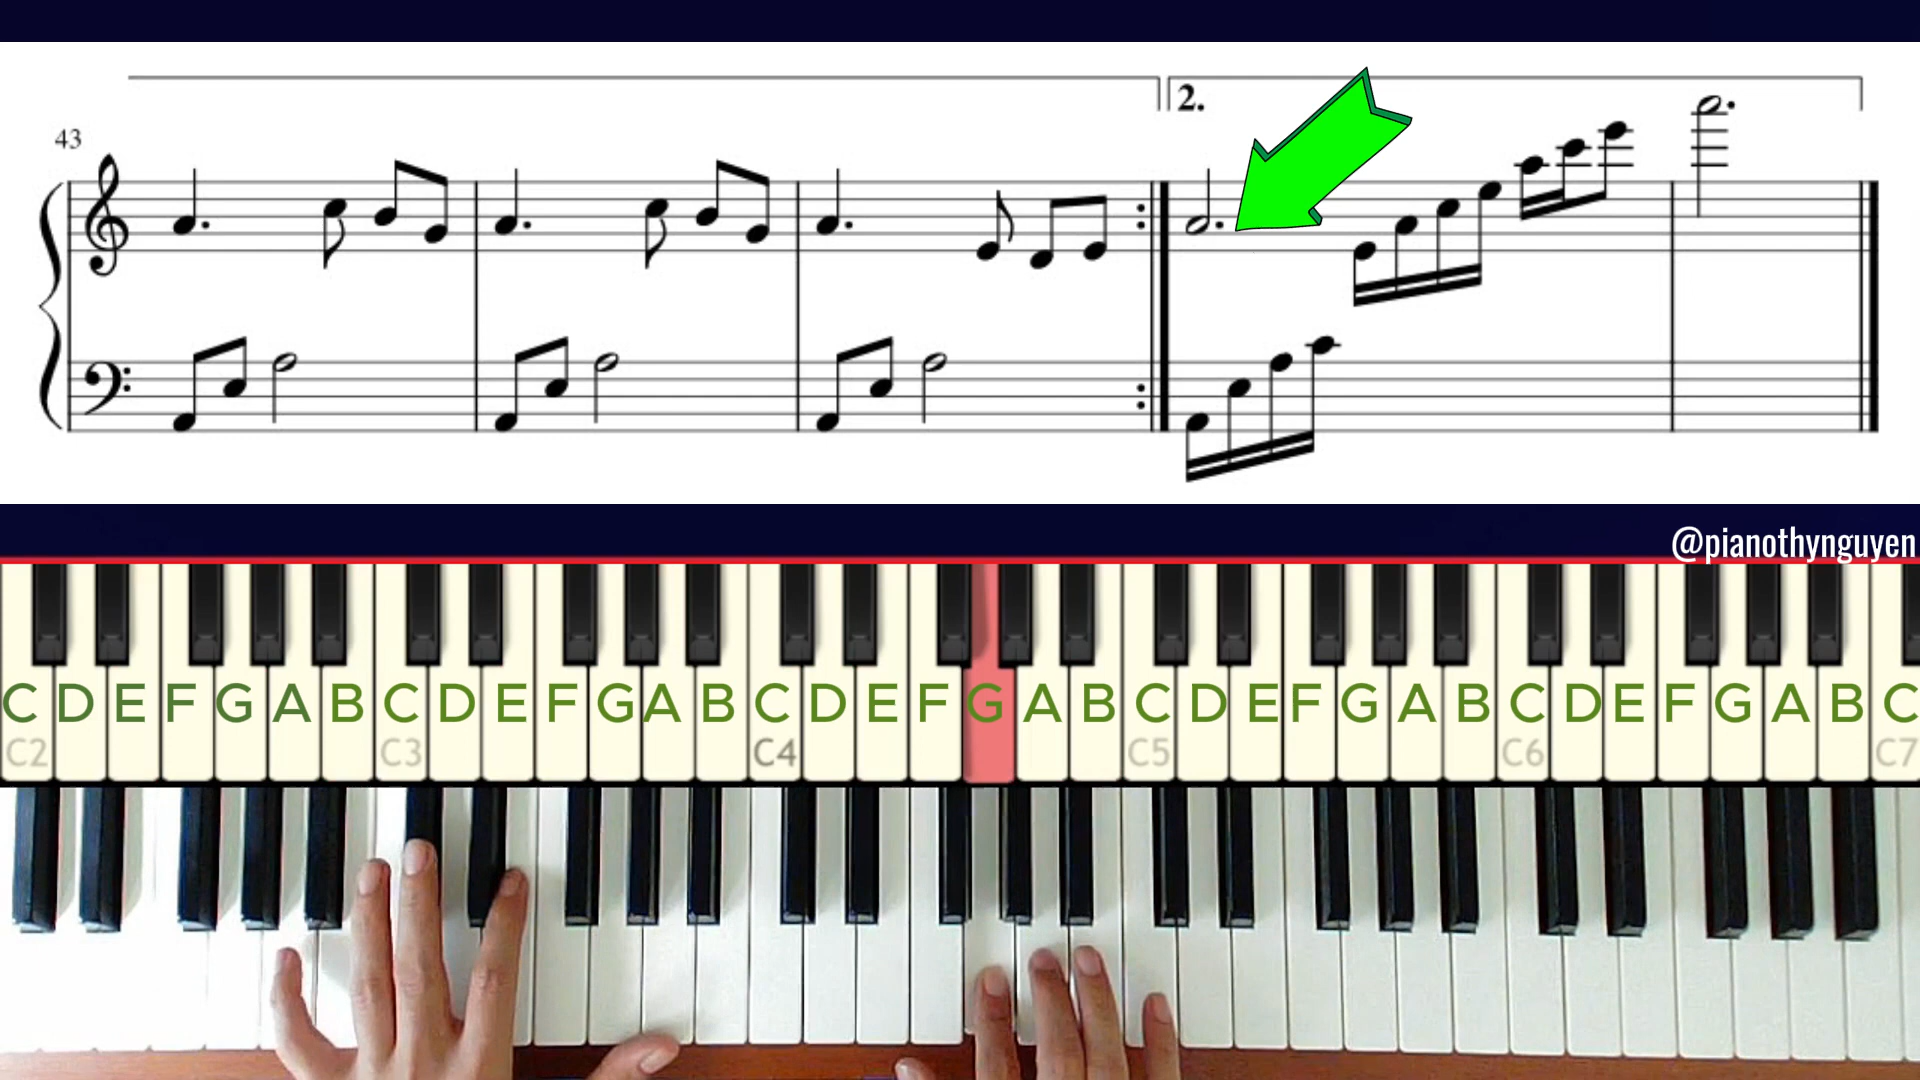 43
2.
@pianothynguyen
C D E F G A B C D E F G A B C D E F G A B C D E F G A B C D E F G A B C
C2 C3 C4 C5 C6 C7